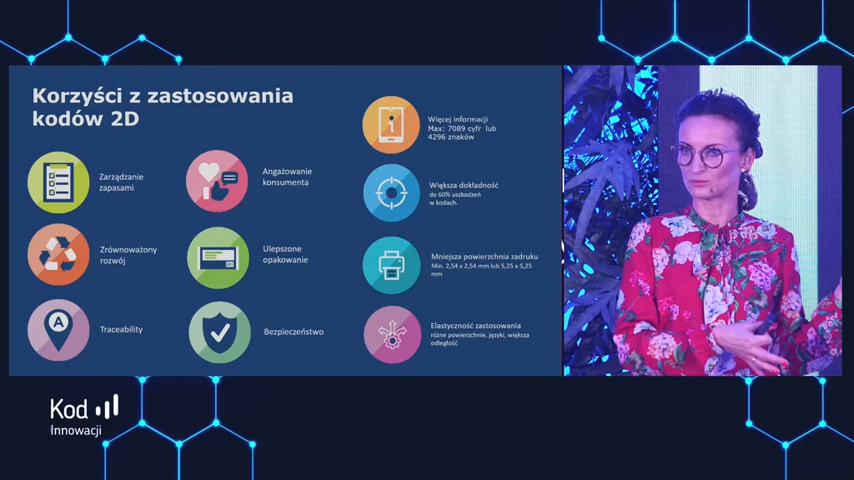 Korzyści z zastosowania
kodów 2D
Zarządzanie
zapasami
Zrównoważony
rozwój
Traceability
A
Angażowanie
konsumenta
Ulepszone
opakowanie
Bezpieczeństwo
Więcej informacji
Max: 7089 cyfr lub
4296 znaków
Większa dokładność
do 60% uszkodzeń
w kodach.
Mniejsza powierzchnia zadruku
Min. 2,54 x 2,54 mm lub 5,25 x 5,25
mm
Elastyczność zastosowania
różne powierzchnie, języki, większa
odległość
Kod
Innowacji